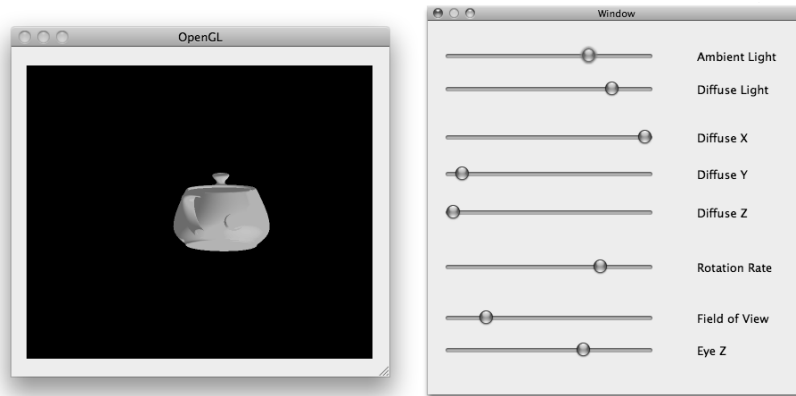 OpenGL
Window
Ambient Light
Diffuse Light
Diffuse X
Diffuse Y
Diffuse Z
Rotation Rate
Field of View
Eye Z